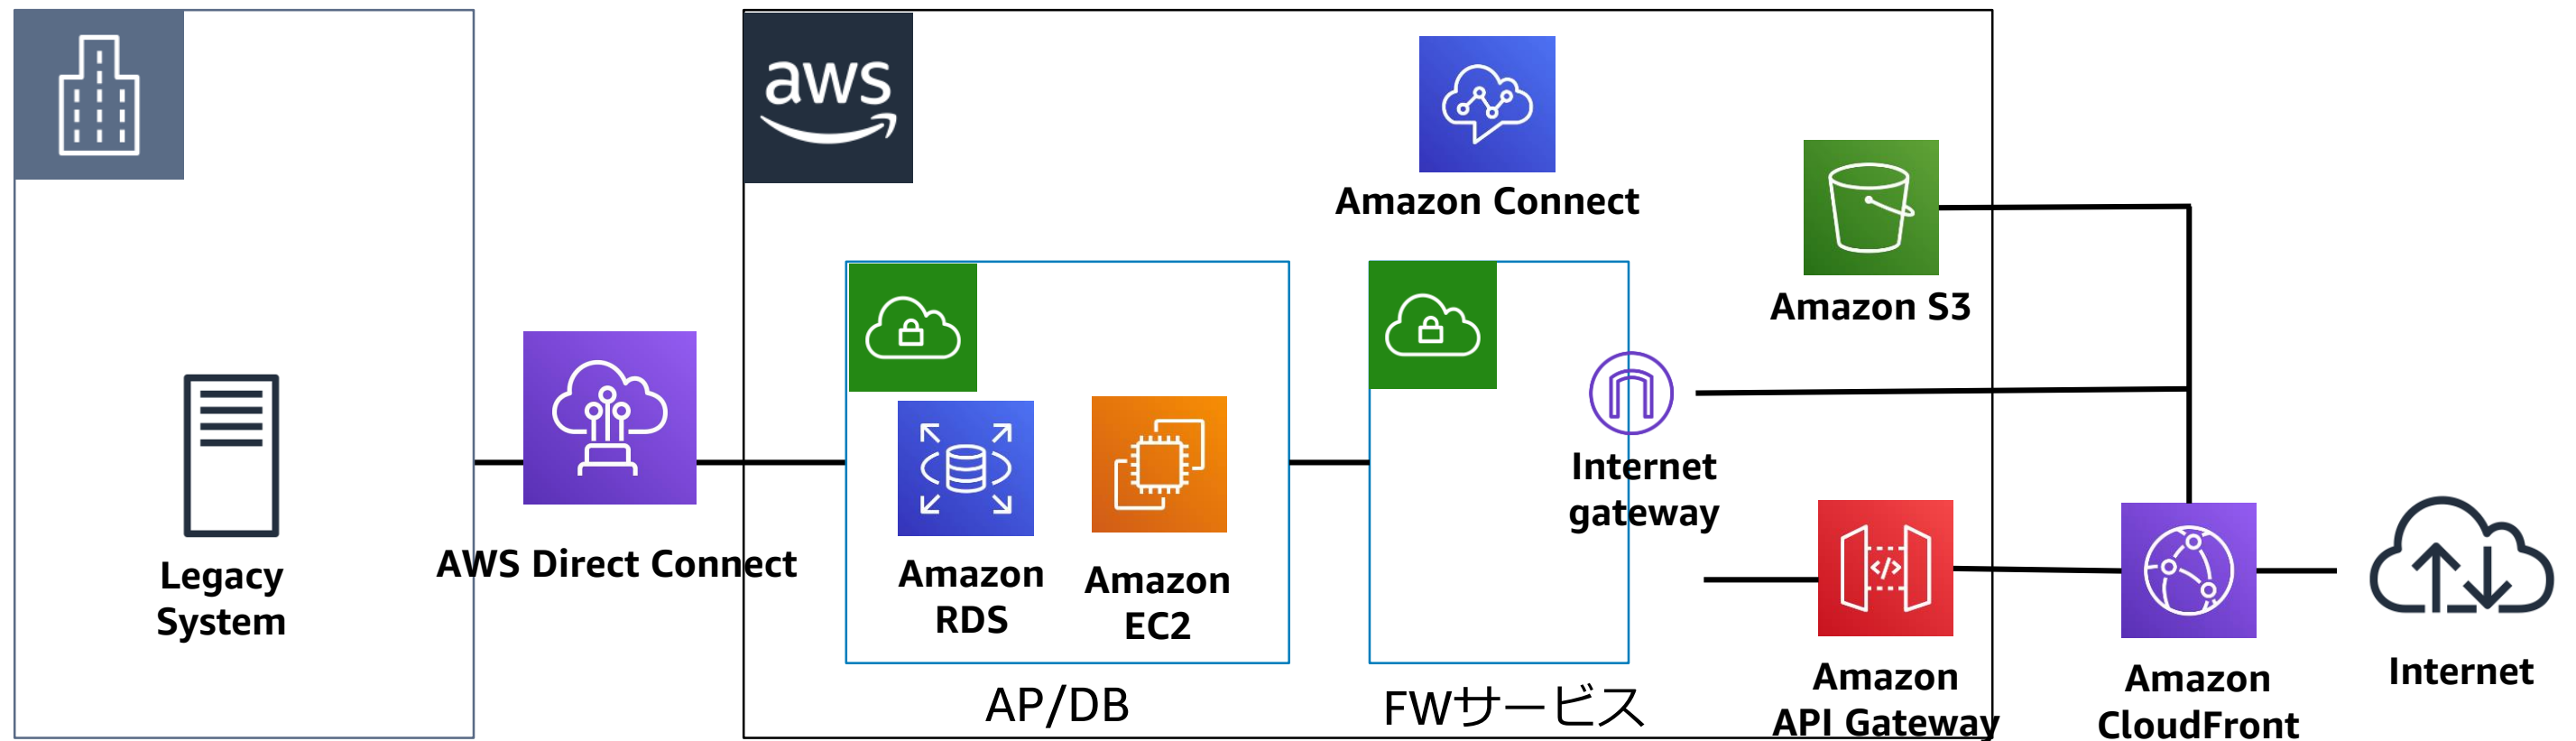 aws
Amazon Connect
Amazon S3
Internet
gateway
AWS Direct Connect
Legacy
System
Amazon
RDS
Amazon
EC2
</>
Amazon
API Gateway
Amazon
CloudFront
Internet
AP/DB
FWサービス